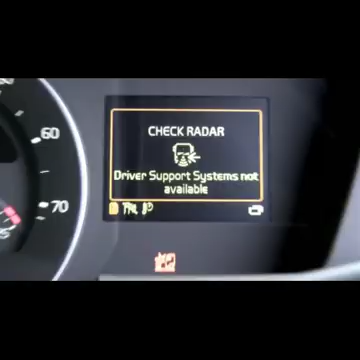 60
70
CHECK RADAR
Driver Support Systems not
available